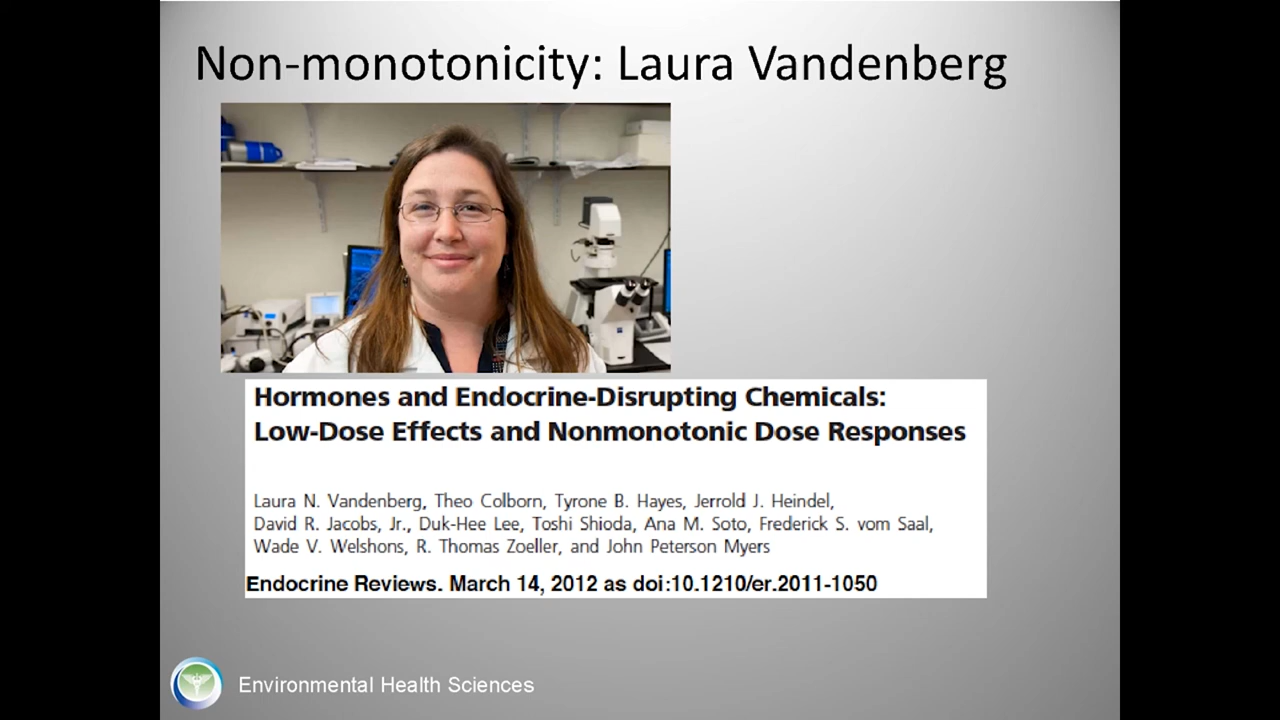 Non-monotonicity: Laura Vandenberg
Hormones and Endocrine-Disrupting Chemicals:
Low-Dose Effects and Nonmonotonic Dose Responses
Laura N. Vandenberg, Theo Colborn, Tyrone B. Hayes, Jerrold J. Heindel,
David R. Jacobs, Jr., Duk-Hee Lee, Toshi Shioda, Ana M. Soto, Frederick S. vom Saal,
Wade V. Welshons, R. Thomas Zoeller, and John Peterson Myers
Endocrine Reviews. March 14, 2012 as doi:10.1210/er.2011-1050
Environmental Health Sciences